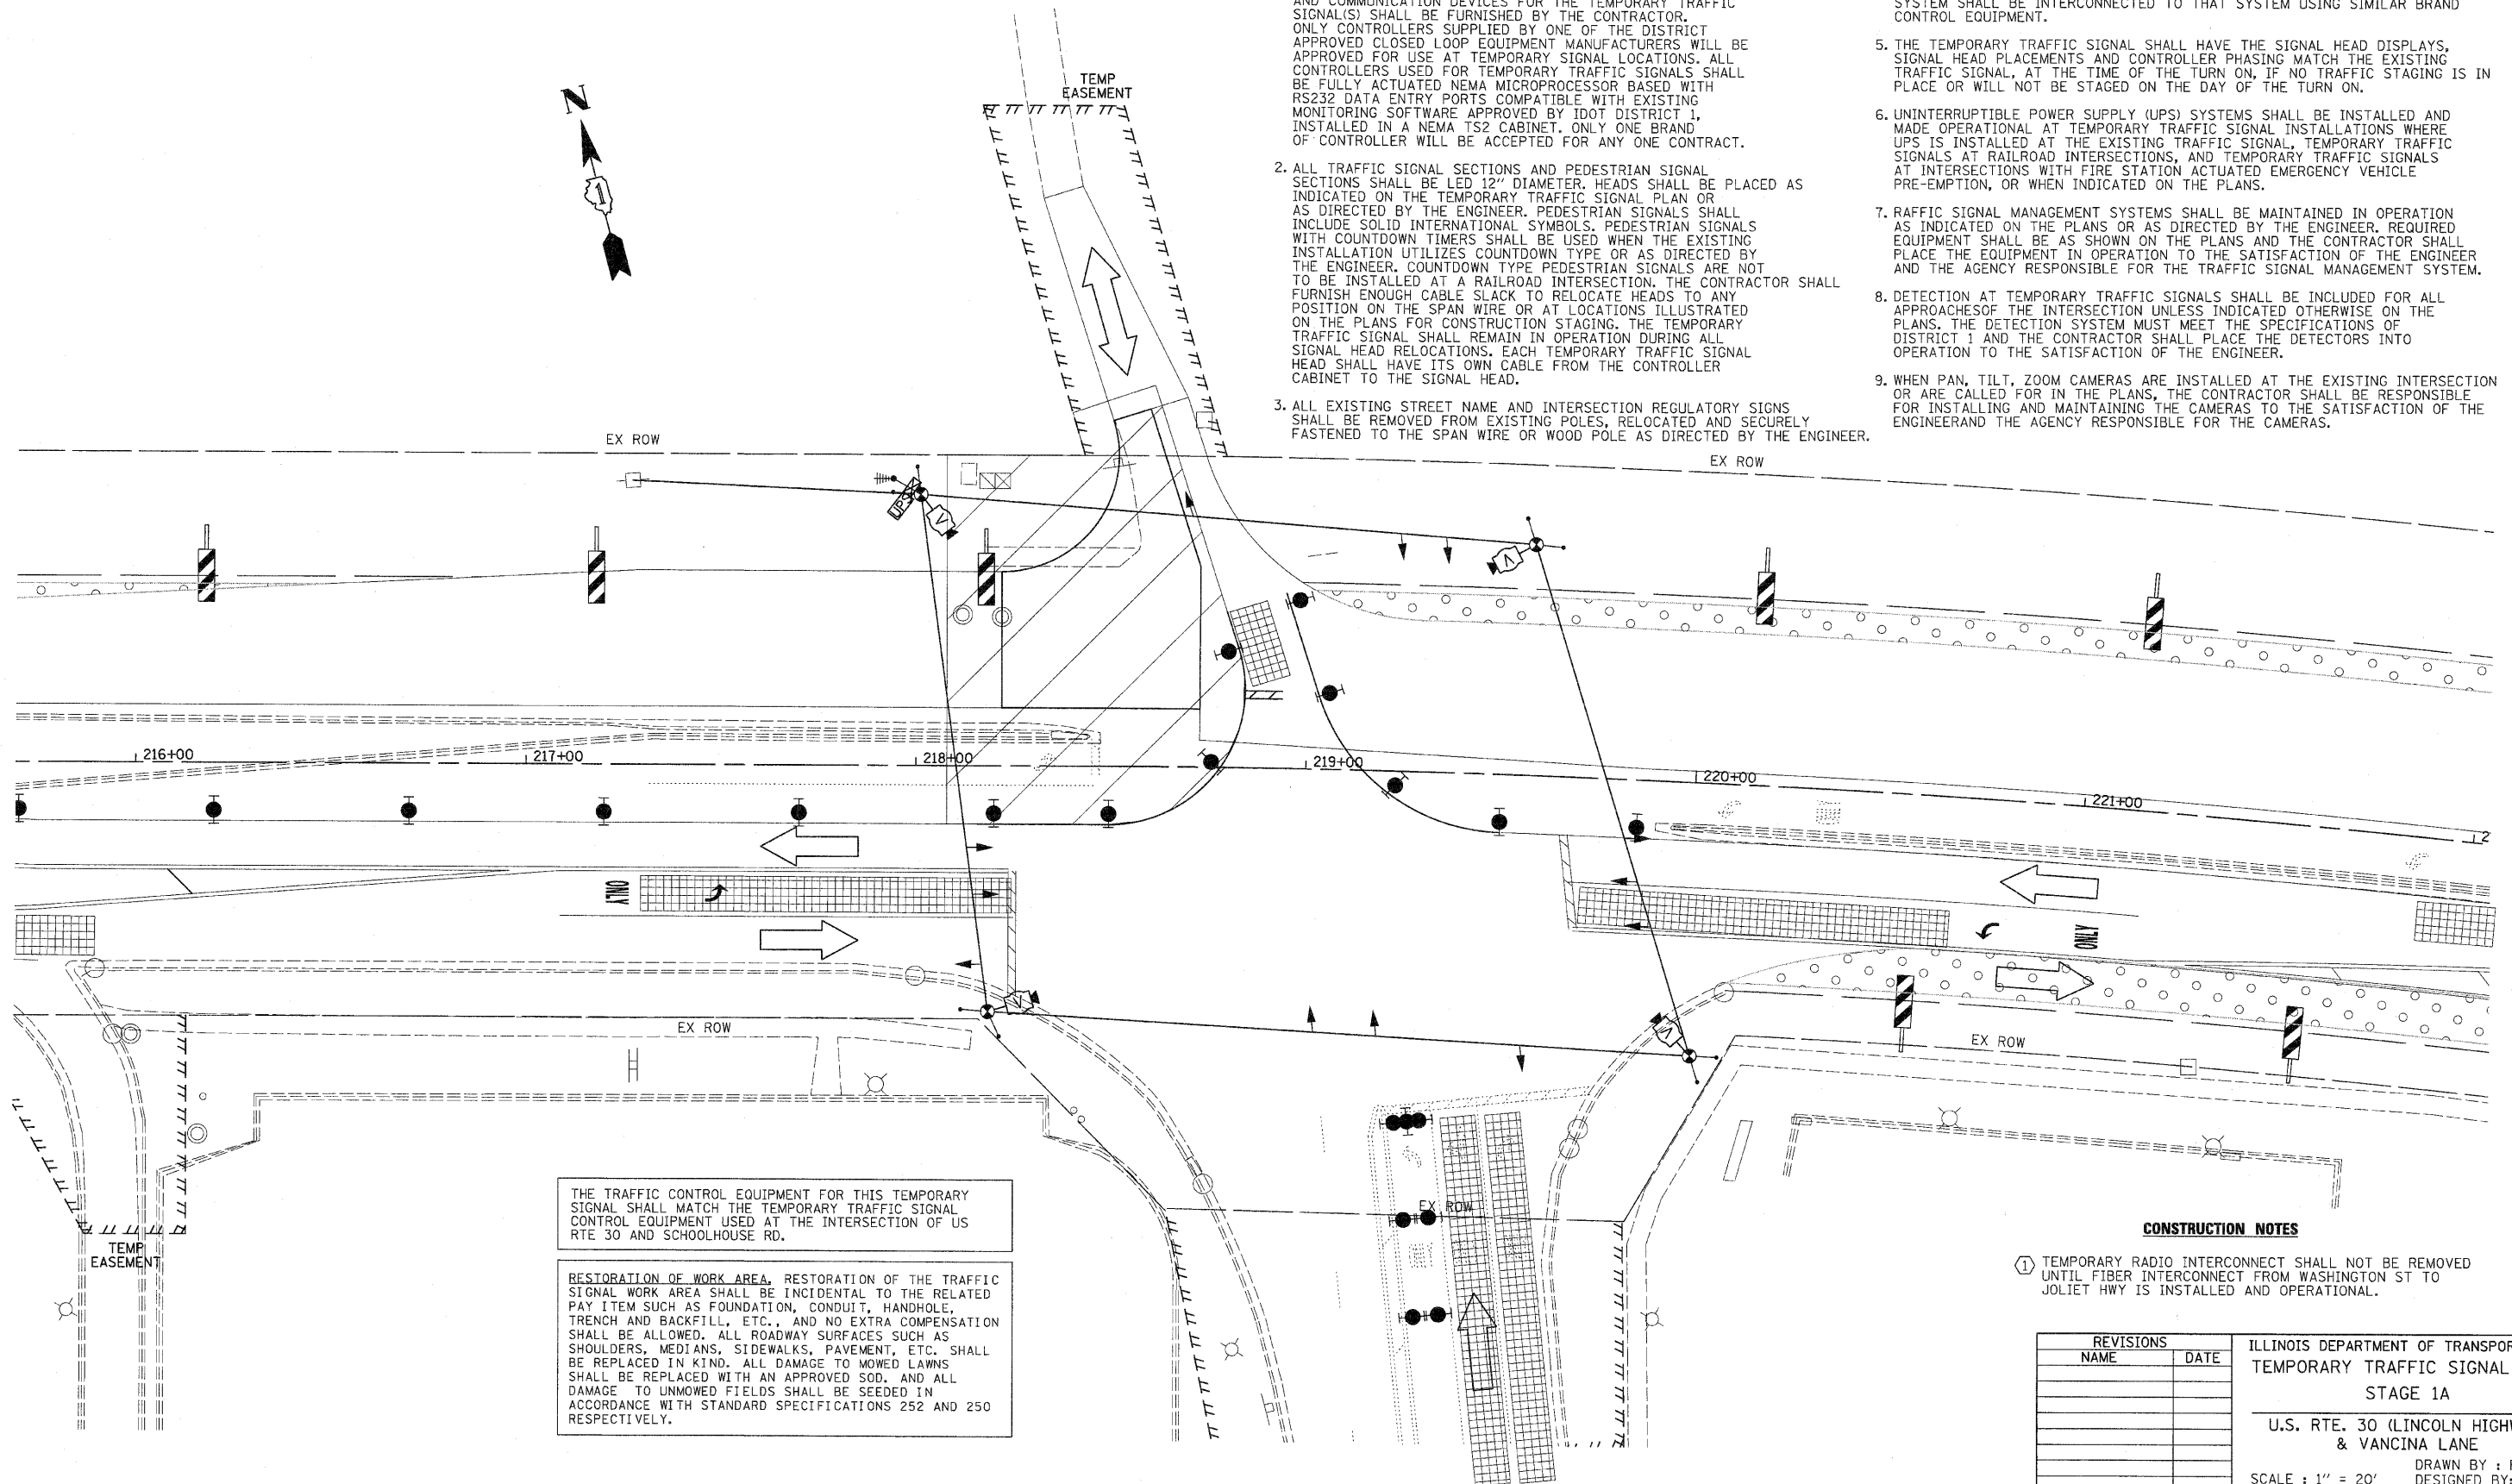 AND COMMUNICATION DEVICES FOR THE TEMPORARY TRAFFIC
SIGNAL(S) SHALL BE FURNISHED BY THE CONTRACTOR.
ONLY CONTROLLERS SUPPLIED BY ONE OF THE DISTRICT
APPROVED CLOSED LOOP EQUIPMENT MANUFACTURERS WILL BE
APPROVED FOR USE AT TEMPORARY SIGNAL LOCATIONS. ALL
CONTROLLERS USED FOR TEMPORARY TRAFFIC SIGNALS SHALL
BE FULLY ACTUATED NEMA MICROPROCESSOR BASED WITH
RS232 DATA ENTRY PORTS COMPATIBLE WITH EXISTING
MONITORING SOFTWARE APPROVED BY IDOT DISTRICT 1,
INSTALLED IN A NEMA TS2 CABINET. ONLY ONE BRAND
OF CONTROLLER WILL BE ACCEPTED FOR ANY ONE CONTRACT.
2. ALL TRAFFIC SIGNAL SECTIONS AND PEDESTRIAN SIGNAL
SECTIONS SHALL BE LED 12" DIAMETER. HEADS SHALL BE PLACED AS
INDICATED ON THE TEMPORARY TRAFFIC SIGNAL PLAN OR
AS DIRECTED BY THE ENGINEER. PEDESTRIAN SIGNALS SHALL
INCLUDE SOLID INTERNATIONAL SYMBOLS. PEDESTRIAN SIGNALS
WITH COUNTDOWN TIMERS SHALL BE USED WHEN THE EXISTING
INSTALLATION UTILIZES COUNTDOWN TYPE OR AS DIRECTED BY
THE ENGINEER. COUNTDOWN TYPE PEDESTRIAN SIGNALS ARE NOT
TO BE INSTALLED AT A RAILROAD INTERSECTION. THE CONTRACTOR SHALL
FURNISH ENOUGH CABLE SLACK TO RELOCATE HEADS TO ANY
POSITION ON THE SPAN WIRE OR AT LOCATIONS ILLUSTRATED
ON THE PLANS FOR CONSTRUCTION STAGING. THE TEMPORARY
TRAFFIC SIGNAL SHALL REMAIN IN OPERATION DURING ALL
SIGNAL HEAD RELOCATIONS. EACH TEMPORARY TRAFFIC SIGNAL
HEAD SHALL HAVE ITS OWN CABLE FROM THE CONTROLLER
CABINET TO THE SIGNAL HEAD.
3. ALL EXISTING STREET NAME AND INTERSECTION REGULATORY SIGNS
SHALL BE REMOVED FROM EXISTING POLES, RELOCATED AND SECURELY
FASTENED TO THE SPAN WIRE OR WOOD POLE AS DIRECTED BY THE ENGINEER.
SYSTEM SHALL BE INTERCONNECTED TO THAT SYSTEM USING SIMILAR BRAND
CONTROL EQUIPMENT.
5. THE TEMPORARY TRAFFIC SIGNAL SHALL HAVE THE SIGNAL HEAD DISPLAYS,
SIGNAL HEAD PLACEMENTS AND CONTROLLER PHASING MATCH THE EXISTING
TRAFFIC SIGNAL, AT THE TIME OF THE TURN ON, IF NO TRAFFIC STAGING IS IN
PLACE OR WILL NOT BE STAGED ON THE DAY OF THE TURN ON.
6. UNINTERRUPTIBLE POWER SUPPLY (UPS) SYSTEMS SHALL BE INSTALLED AND
MADE OPERATIONAL AT TEMPORARY TRAFFIC SIGNAL INSTALLATIONS WHERE
UPS IS INSTALLED AT THE EXISTING TRAFFIC SIGNAL, TEMPORARY TRAFFIC
SIGNALS AT RAILROAD INTERSECTIONS, AND TEMPORARY TRAFFIC SIGNALS
AT INTERSECTIONS WITH FIRE STATION ACTUATED EMERGENCY VEHICLE
PRE-EMPTION, OR WHEN INDICATED ON THE PLANS.
7. RAFFIC SIGNAL MANAGEMENT SYSTEMS SHALL BE MAINTAINED IN OPERATION
AS INDICATED ON THE PLANS OR AS DIRECTED BY THE ENGINEER. REQUIRED
EQUIPMENT SHALL BE AS SHOWN ON THE PLANS AND THE CONTRACTOR SHALL
PLACE THE EQUIPMENT IN OPERATION TO THE SATISFACTION OF THE ENGINEER
AND THE AGENCY RESPONSIBLE FOR THE TRAFFIC SIGNAL MANAGEMENT SYSTEM.
8. DETECTION AT TEMPORARY TRAFFIC SIGNALS SHALL BE INCLUDED FOR ALL
APPROACHESOF THE INTERSECTION UNLESS INDICATED OTHERWISE ON THE
PLANS. THE DETECTION SYSTEM MUST MEET THE SPECIFICATIONS OF
DISTRICT 1 AND THE CONTRACTOR SHALL PLACE THE DETECTORS INTO
OPERATION TO THE SATISFACTION OF THE ENGINEER.
9. WHEN PAN, TILT, ZOOM CAMERAS ARE INSTALLED AT THE EXISTING INTERSECTION
OR ARE CALLED FOR IN THE PLANS, THE CONTRACTOR SHALL BE RESPONSIBLE
FOR INSTALLING AND MAINTAINING THE CAMERAS TO THE SATISFACTION OF THE
ENGINEERAND THE AGENCY RESPONSIBLE FOR THE CAMERAS.
TEMP
EASEMENT
N
1
EX ROW
EX ROW
UPS
V
V
216+00
217+00
218+00
219+00
220+00
221+00
2
ONLY
ONLY
V
V
EX ROW
EX ROW
EX ROW
H
TEMP
EASEMENT
THE TRAFFIC CONTROL EQUIPMENT FOR THIS TEMPORARY
SIGNAL SHALL MATCH THE TEMPORARY TRAFFIC SIGNAL
CONTROL EQUIPMENT USED AT THE INTERSECTION OF US
RTE 30 AND SCHOOLHOUSE RD.
RESTORATION OF WORK AREA. RESTORATION OF THE TRAFFIC
SIGNAL WORK AREA SHALL BE INCIDENTAL TO THE RELATED
PAY ITEM SUCH AS FOUNDATION, CONDUIT, HANDHOLE,
TRENCH AND BACKFILL, ETC., AND NO EXTRA COMPENSATION
SHALL BE ALLOWED. ALL ROADWAY SURFACES SUCH AS
SHOULDERS, MEDIANS, SIDEWALKS, PAVEMENT, ETC. SHALL
BE REPLACED IN KIND. ALL DAMAGE TO MOWED LAWNS
SHALL BE REPLACED WITH AN APPROVED SOD. AND ALL
DAMAGE TO UNMOWED FIELDS SHALL BE SEEDED IN
ACCORDANCE WITH STANDARD SPECIFICATIONS 252 AND 250
RESPECTIVELY.
CONSTRUCTION NOTES
1 TEMPORARY RADIO INTERCONNECT SHALL NOT BE REMOVED
UNTIL FIBER INTERCONNECT FROM WASHINGTON ST TO
JOLIET HWY IS INSTALLED AND OPERATIONAL.
REVISIONS
NAME DATE
ILLINOIS DEPARTMENT OF TRANSPOR
TEMPORARY TRAFFIC SIGNAL
STAGE 1A
U.S. RTE. 30 (LINCOLN HIGH
& VANCINA LANE
DRAWN BY :
SCALE : 1" = 20' DESIGNED BY: